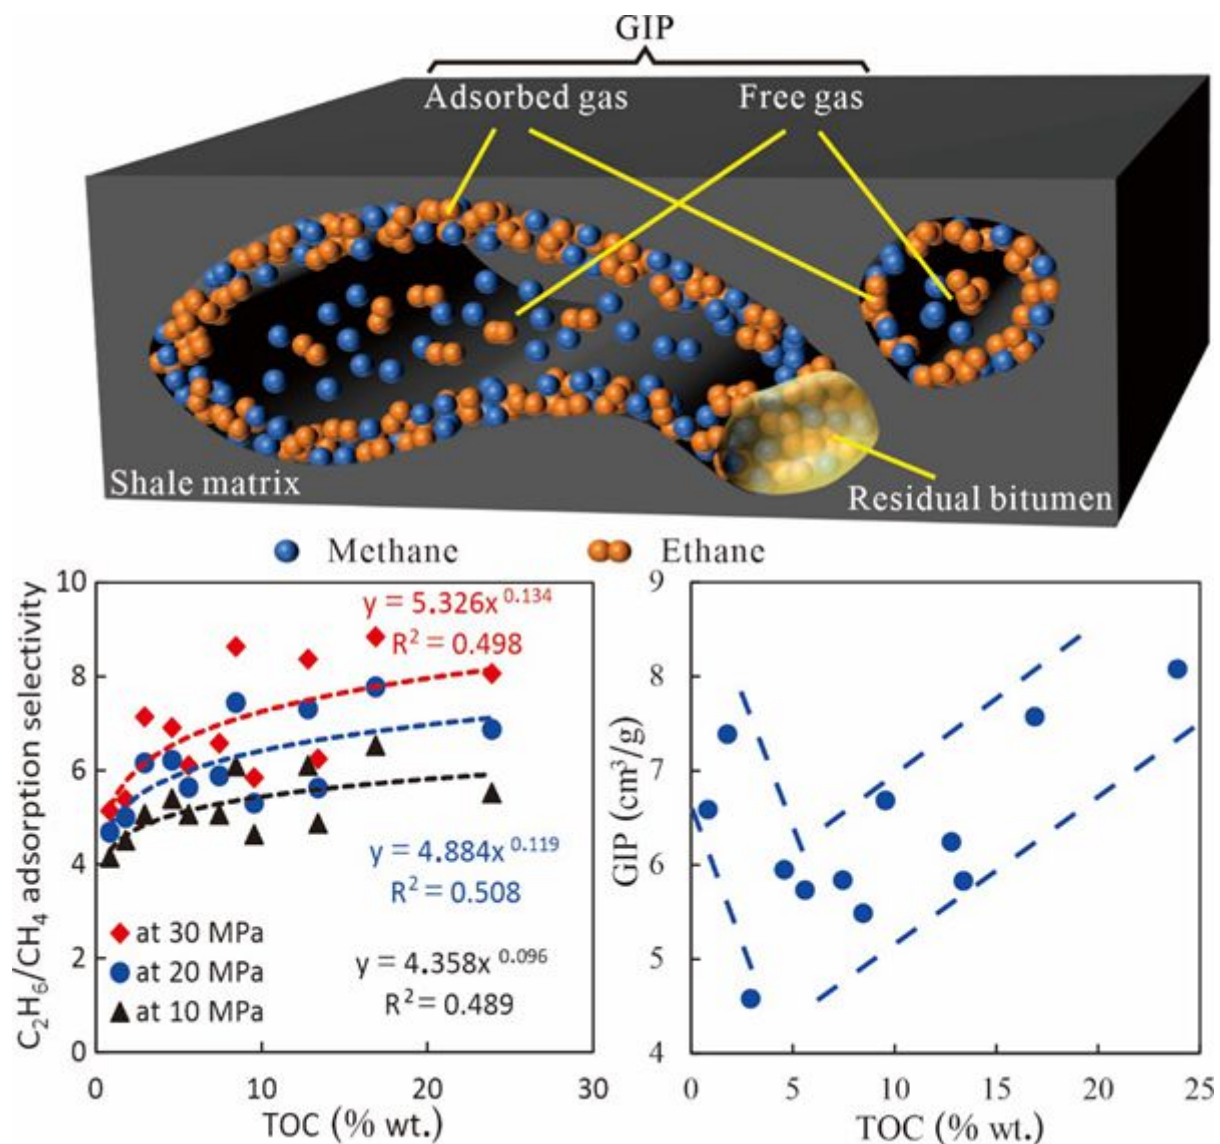 GIP
Adsorbed gas
Free gas
Shale matrix
Residual bitumen
Methane
Ethane
C₂H₆/CH₄ adsorption selectivity
10
8
6
4
2
0
y = 5.326x^0.134
R² = 0.498
y = 4.884x^0.119
R² = 0.508
y = 4.358x^0.096
R² = 0.489
at 30 MPa
at 20 MPa
at 10 MPa
0 10 20 30
TOC (% wt.)
GIP (cm³/g)
9
8
7
6
5
4
0 5 10 15 20 25
TOC (% wt.)